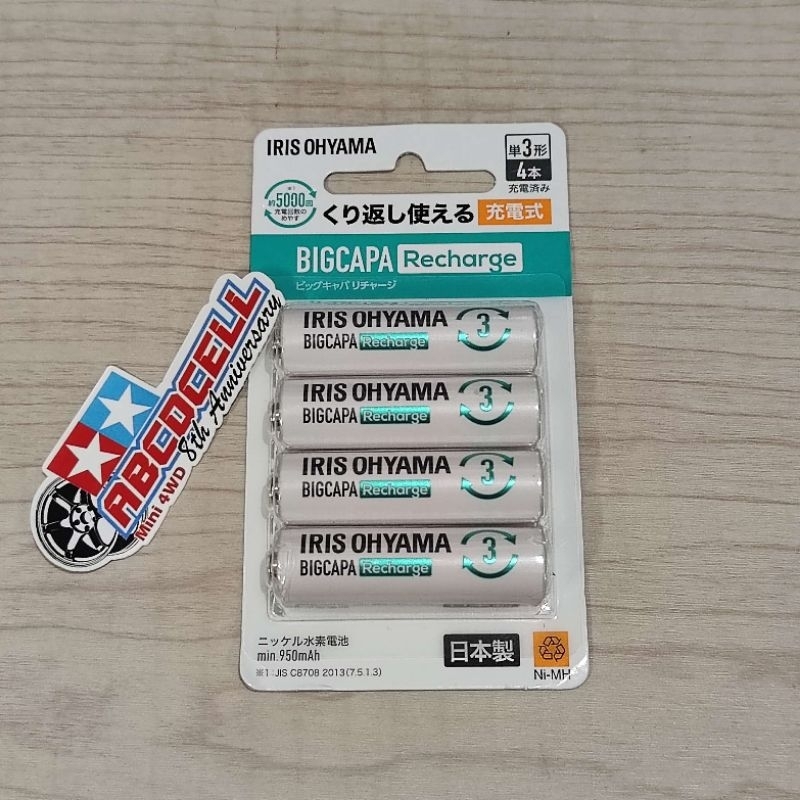 IRIS OHYAMA
単3形
4本
充電済み
※1
約5000回
充電回数の
めやす
くり返し使える 充電式
BIGCAPA Recharge
ビッグキャパ リチャージ
IRIS OHYAMA
BIGCAPA Recharge
3
IRIS OHYAMA
BIGCAPA Recharge
3
IRIS OHYAMA
BIGCAPA Recharge
3
IRIS OHYAMA
BIGCAPA Recharge
3
ニッケル水素電池
min.950mAh
※1 JIS C8708 2013(7.5.1.3)
日本製
Ni-MH
ABCDCELL
8th Anniversary
Mini 4WD